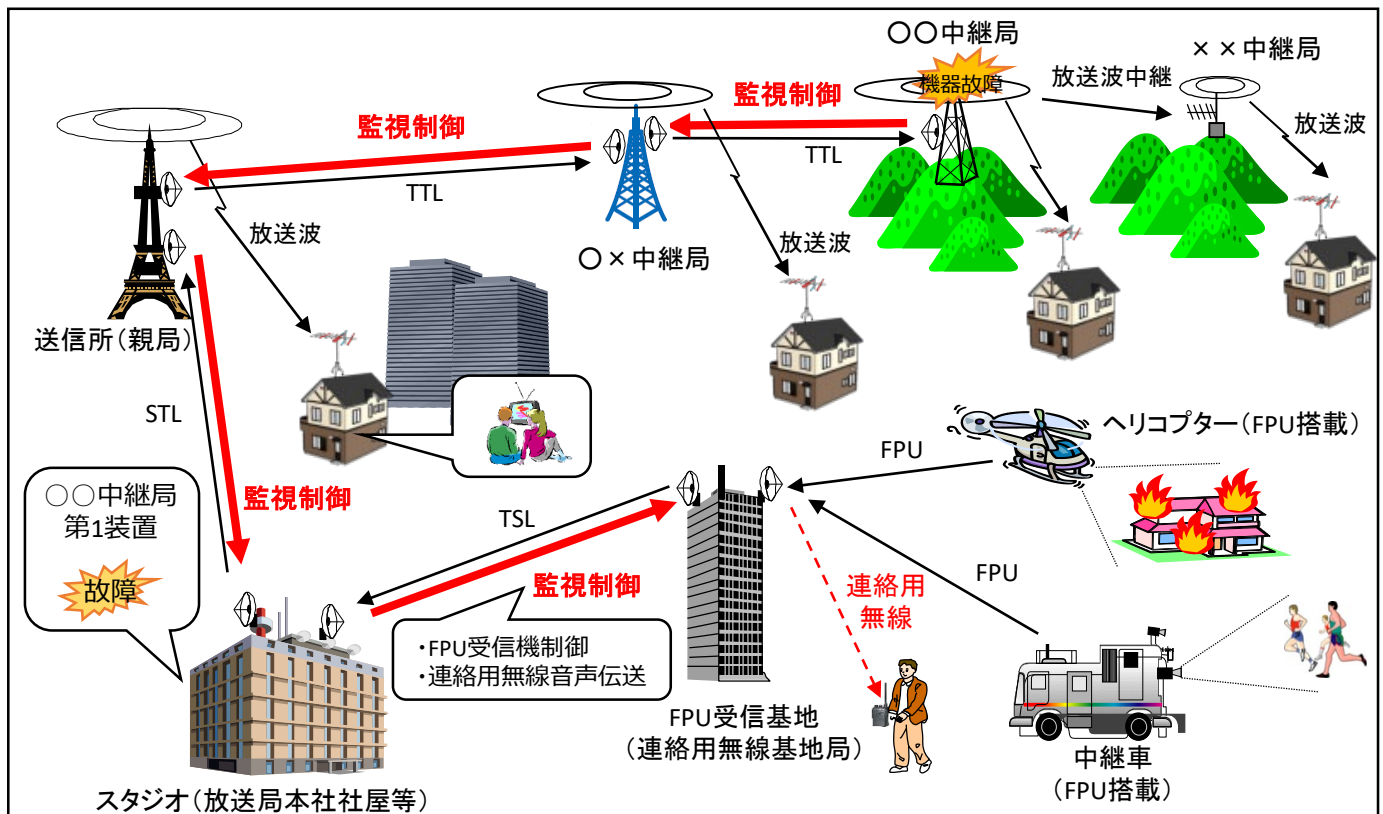 〇〇中継局
××中継局
機器故障
放送波中継
監視制御
監視制御
放送波
TTL
TTL
放送波
放送波
〇×中継局
送信所(親局)
STL
ヘリコプター(FPU搭載)
FPU
〇〇中継局
第1装置
故障
監視制御
TSL
監視制御
FPU
連絡用
無線
・FPU受信機制御
・連絡用無線音声伝送
FPU受信基地
(連絡用無線基地局)
中継車
(FPU搭載)
スタジオ(放送局本社社屋等)